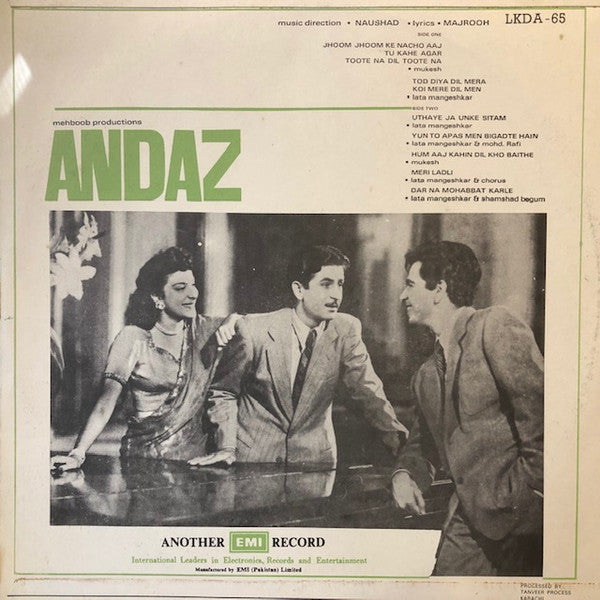 music direction • NAUSHAD • lyrics • MAJROOH LKDA-65
SIDE ONE
JHOOM JHOOM KE NACHO AAJ
TU KAHE AGAR
TOOTE NA DIL TOOTE NA
• mukesh
TOD DIYA DIL MERA
KOI MERE DIL MEN
• lata mangeshkar
SIDE TWO
UTHAYE JA UNKE SITAM
• lata mangeshkar
YUN TO APAS MEN BIGADTE HAIN
• lata mangeshkar & mohd. Rafi
HUM AAJ KAHIN DIL KHO BAITHE
• mukesh
MERI LADLI
• lata mangeshkar & chorus
DAR NA MOHABBAT KARLE
• lata mangeshkar & shamshad begum
mehboob productions
ANDAZ
ANOTHER EMI RECORD
International Leaders in Electronics, Records and Entertainment
Manufactured by EMI (Pakistan) Limited
PROCESSED BY:
TANVEER PROCESS
KARACHI